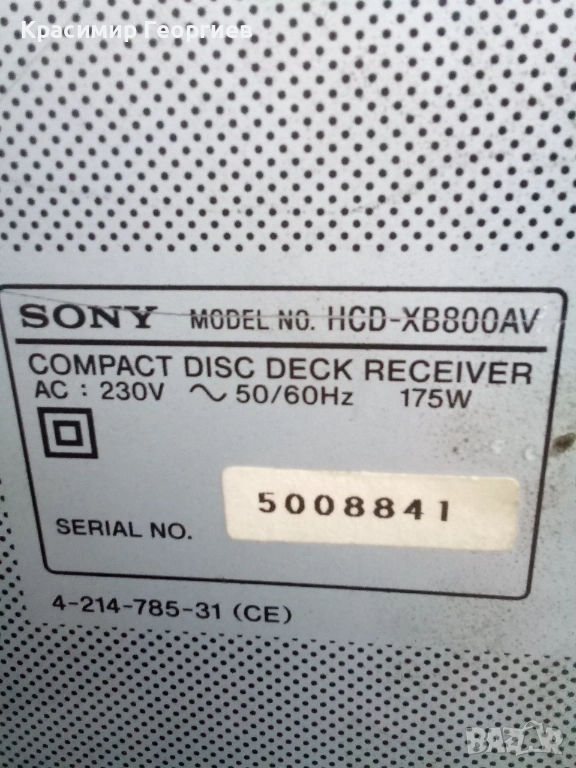 Красимир Георгиев
SONY MODEL NO. HCD-XB800AV
COMPACT DISC DECK RECEIVER
AC : 230V ~ 50/60Hz 175W
SERIAL NO. 5008841
4-214-785-31 (CE)
BAZAR